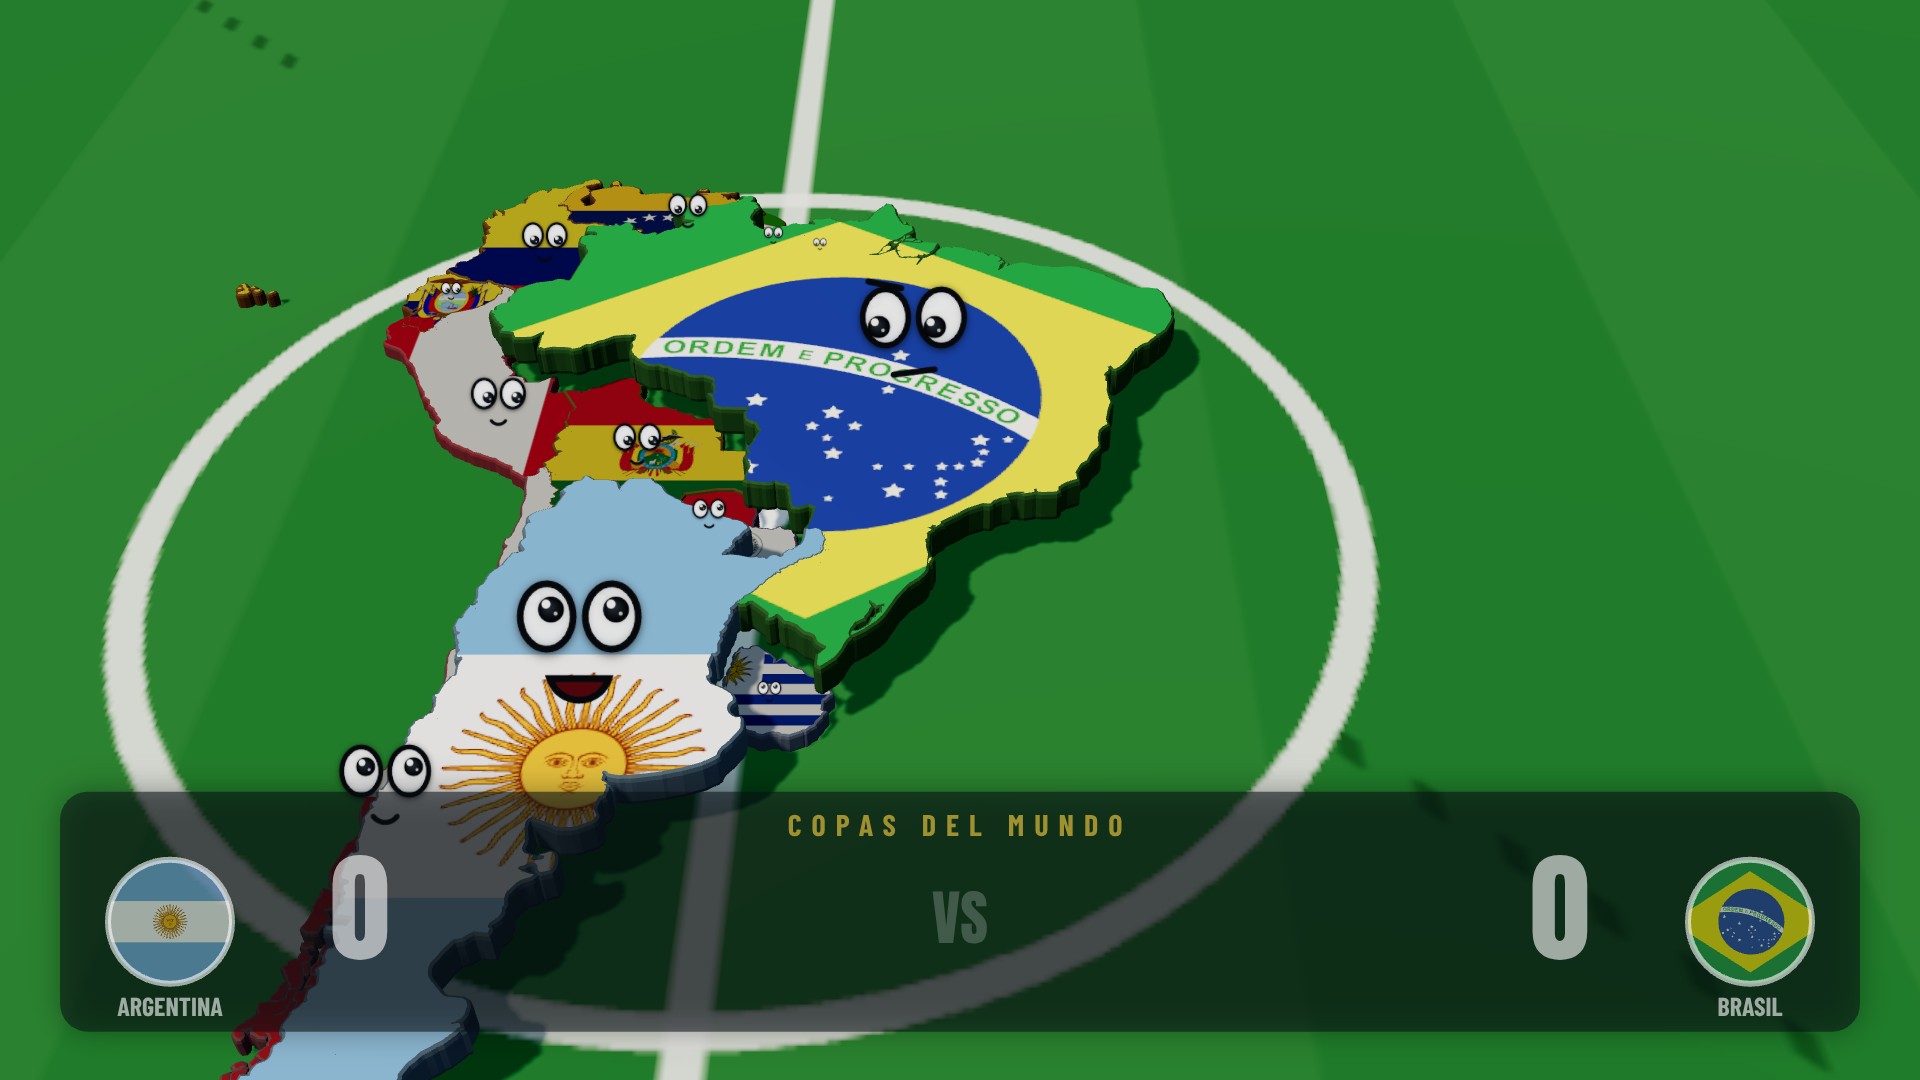 ORDEM E PROGRESSO
COPAS DEL MUNDO
0
VS
0
ARGENTINA
BRASIL